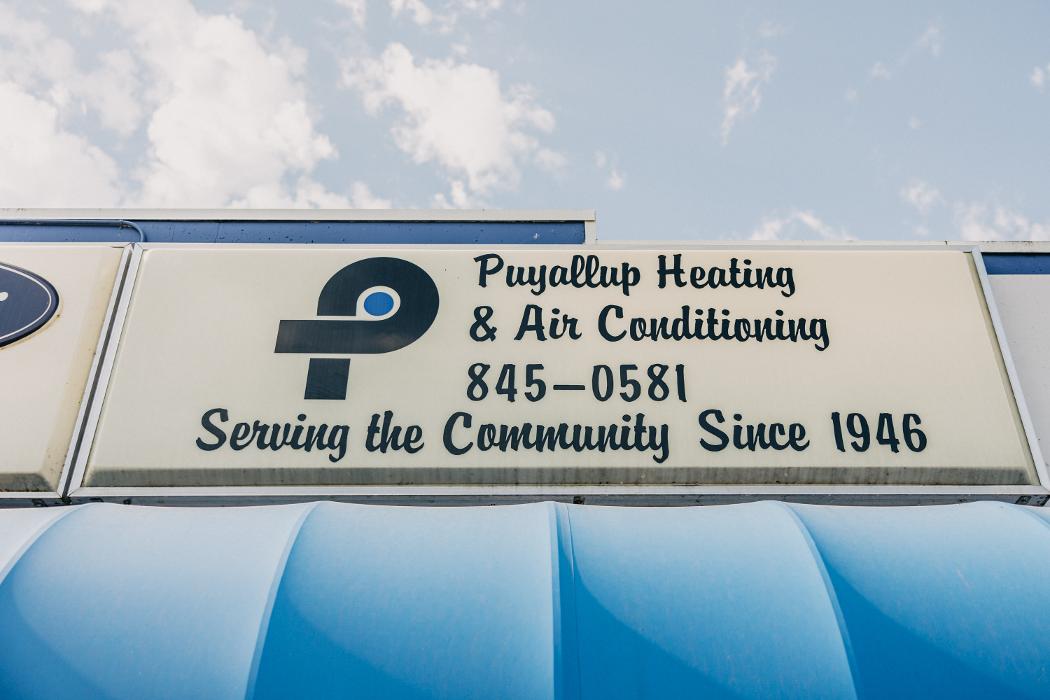 Puyallup Heating
& Air Conditioning
845-0581
Serving the Community Since 1946